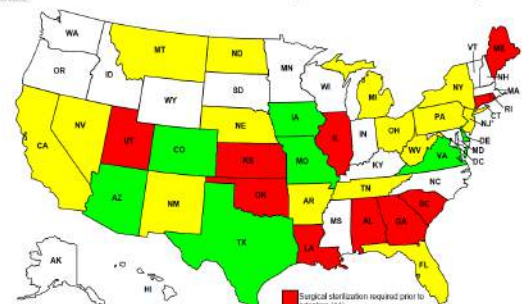 WA
MT
ND
MN
VT
ME
OR
ID
WY
SD
WI
MI
NY
NH
MA
RI
CT
NV
UT
CO
NE
IA
IL
IN
OH
PA
NJ
CA
KS
MO
KY
WV
VA
DE
MD
DC
AZ
NM
OK
AR
TN
NC
TX
LA
MS
AL
GA
SC
FL
AK
HI
Surgical sterilization required prior to